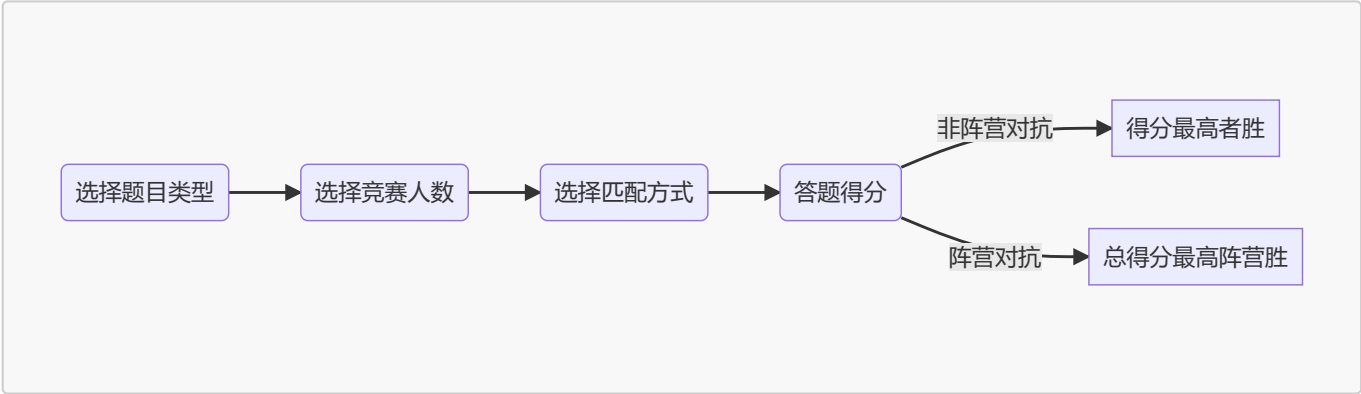 选择题目类型
选择竞赛人数
选择匹配方式
答题得分
非阵营对抗
得分最高者胜
阵营对抗
总得分最高阵营胜